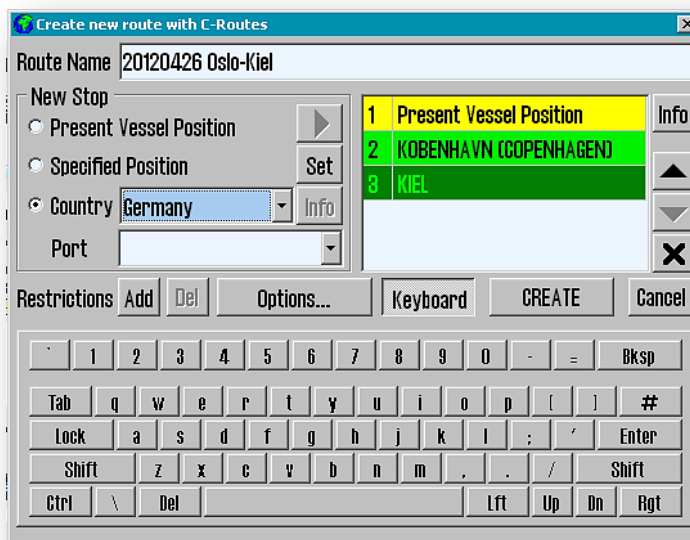 Create new route with C-Routes
Route Name 20120426 Oslo-Kiel
New Stop
Present Vessel Position
Specified Position Set
Country Germany Info
Port
1 Present Vessel Position Info
2 KOBENHAVN (COPENHAGEN)
3 KIEL
Restrictions Add Del Options... Keyboard CREATE Cancel
` 1 2 3 4 5 6 7 8 9 0 - = Bksp
Tab q w e r t y u i o p [ ] #
Lock a s d f g h j k l ; ' Enter
Shift z x c v b n m , . / Shift
Ctrl \ Del Lft Up Dn Rgt